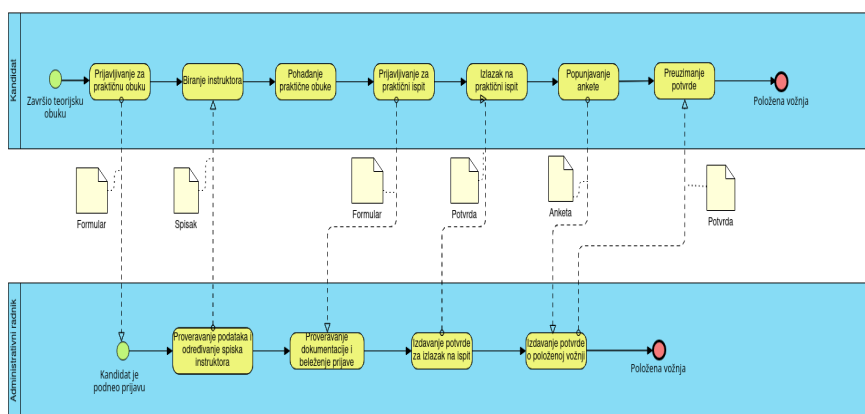 Kandidat
Završio teorijsku
obuku
Prijavljivanje za
praktičnu obuku
Biranje instruktora
Pohađanje
praktične obuke
Prijavljivanje za
praktični ispit
Izlazak na
praktični ispit
Popunjavanje
ankete
Preuzimanje
potvrde
Položena vožnja
Formular
Spisak
Formular
Potvrda
Anketa
Potvrda
Administrativni radnik
Kandidat je
podneo prijavu
Proveravanje podataka i
određivanje spiska
instruktora
Proveravanje
dokumentacije i
beleženje prijave
Izdavanje potvrde
za izlazak na ispit
Izdavanje potvrde
o položenoj vožnji
Položena vožnja